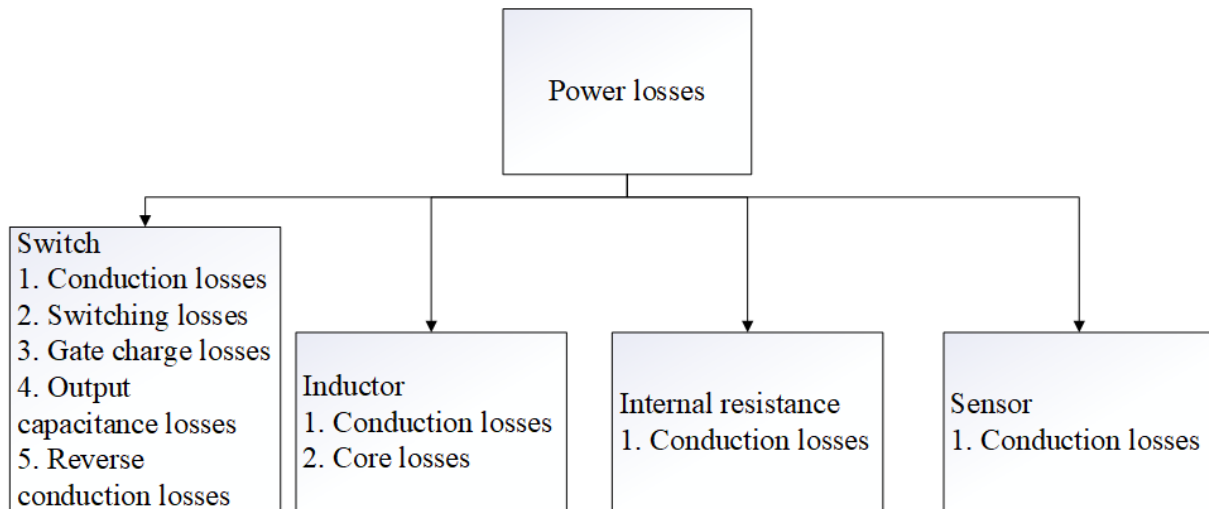 Power losses
Switch
1. Conduction losses
2. Switching losses
3. Gate charge losses
4. Output
capacitance losses
5. Reverse
conduction losses
Inductor
1. Conduction losses
2. Core losses
Internal resistance
1. Conduction losses
Sensor
1. Conduction losses